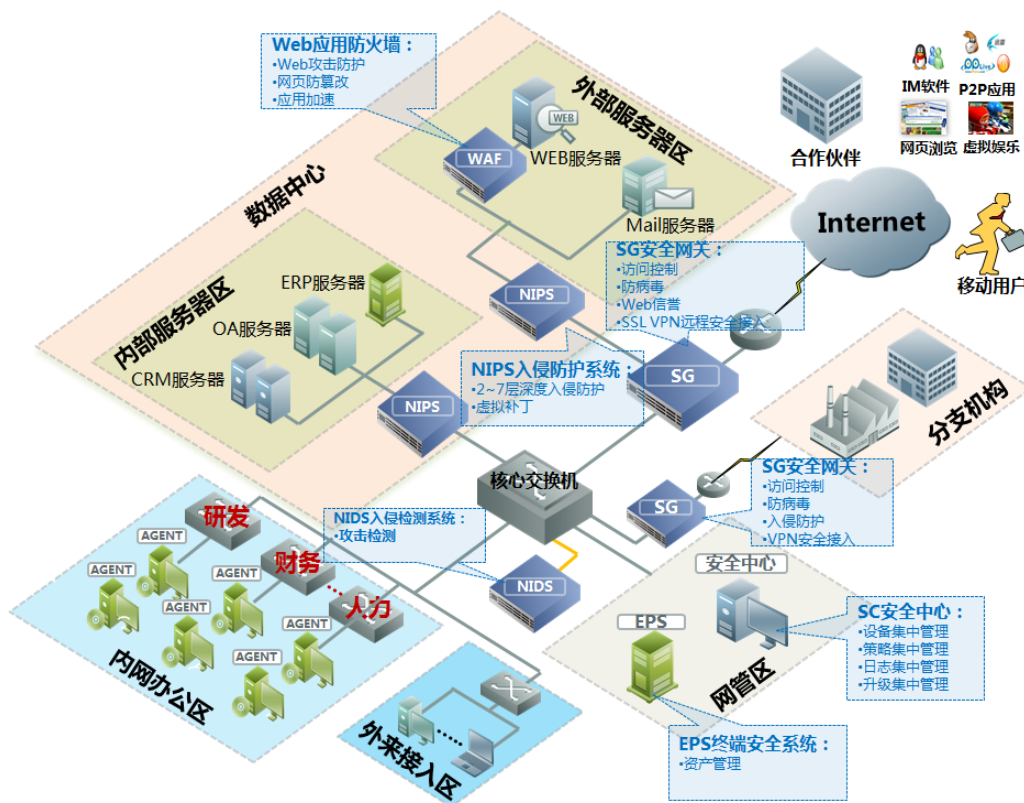 Web应用防火墙：
•Web攻击防护
•网页防篡改
•应用加速
外部服务器区
WEB
WAF
WEB服务器
Mail服务器
数据中心
合作伙伴
IM软件
P2P应用
网页浏览
虚拟娱乐
Internet
移动用户
SG安全网关：
•访问控制
•防病毒
•Web信誉
•SSL VPN远程安全接入
NIPS
ERP服务器
OA服务器
CRM服务器
内部服务器区
NIPS入侵防护系统：
•2~7层深度入侵防护
•虚拟补丁
SG
NIPS
分支机构
核心交换机
SG安全网关：
•访问控制
•防病毒
•入侵防护
•VPN安全接入
SG
NIDS入侵检测系统：
•攻击检测
NIDS
研发
财务
人力
AGENT
AGENT
AGENT
AGENT
AGENT
AGENT
内网办公区
外来接入区
安全中心
EPS
网管区
SC安全中心：
•设备集中管理
•策略集中管理
•日志集中管理
•升级集中管理
EPS终端安全系统：
•资产管理